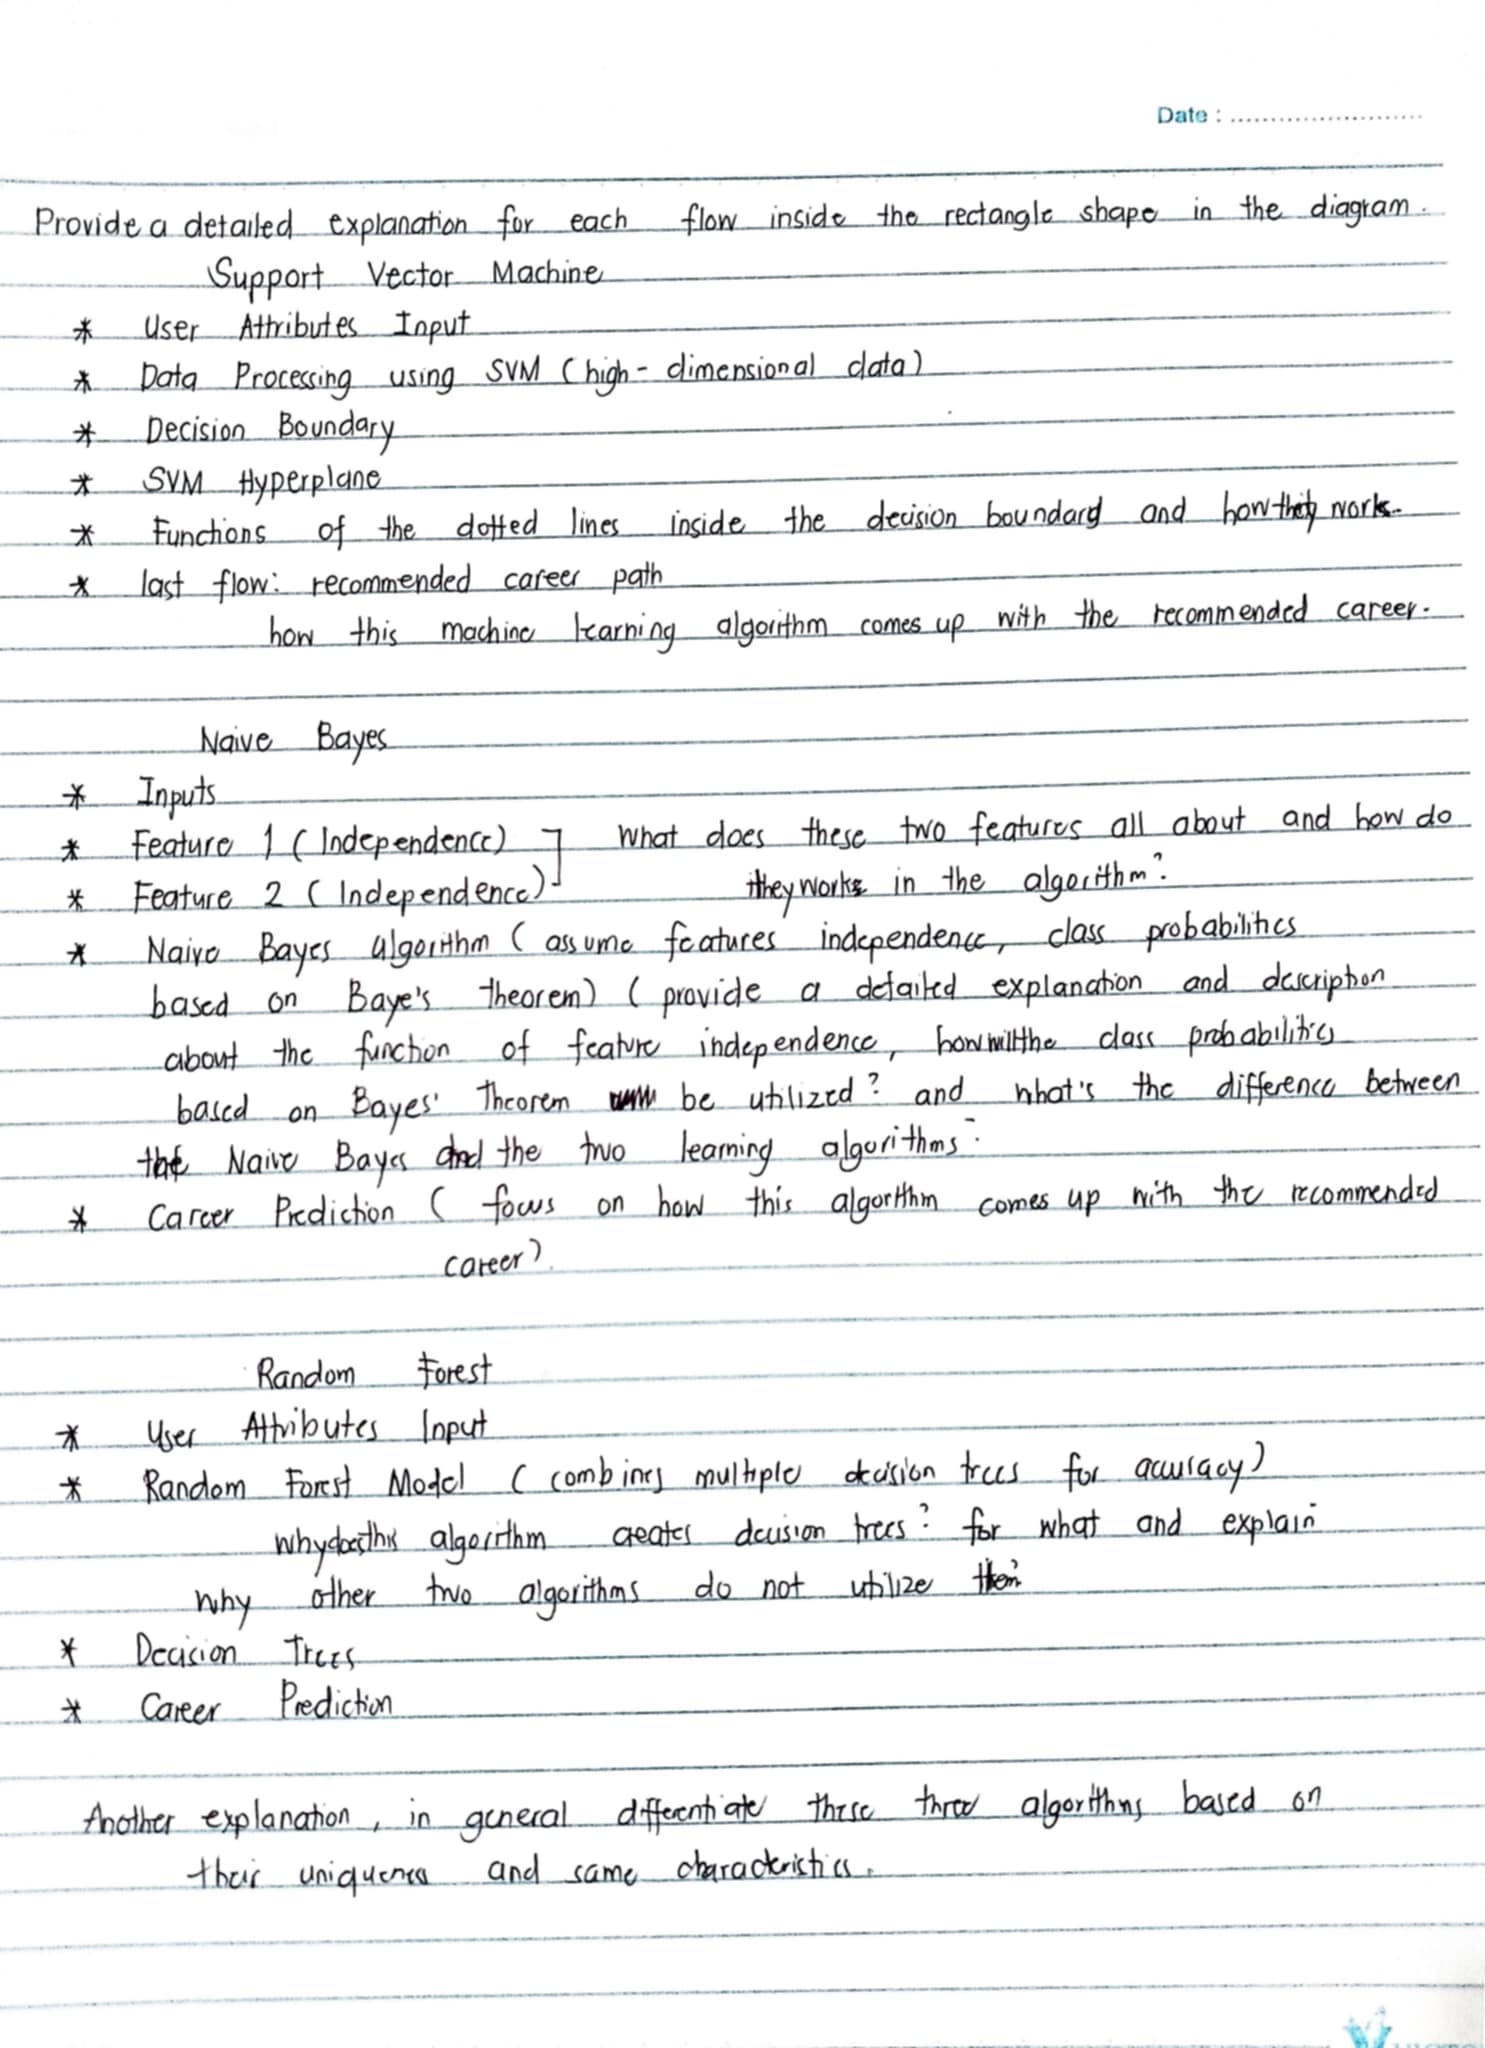 Date : ........................
Provide a detailed explanation for each flow inside the rectangle shape in the diagram.
Support Vector Machine
* User Attributes Input
* Data Processing using SVM (high-dimensional data)
* Decision Boundary
* SVM Hyperplane
* Functions of the dotted lines inside the decision boundard and how they works.
* last flow: recommended career path
how this machine learning algorithm comes up with the recommended career.
Naive Bayes
* Inputs
* Feature 1 (Independence) ] What does these two features all about and how do
* Feature 2 (Independence) they works in the algorithm?
* Naive Bayes algorithm (assume features independence, class probabilities
based on Baye's theorem) (provide a detailed explanation and description
about the function of feature independence, how will the class probabilities
based on Bayes' Theorem be utilized? and what's the difference between
the Naive Bayes and the two learning algorithms?
* Career Prediction (focus on how this algorithm comes up with the recommended
career).
Random Forest
* User Attributes Input
* Random Forest Model (combines multiple decision trees for accuracy)
why does this algorithm creates decision trees? for what and explain
why other two algorithms do not utilize them?
* Decision Trees
* Career Prediction
Another explanation, in general differentiate these three algorithms based on
their uniqueness and same characteristics.